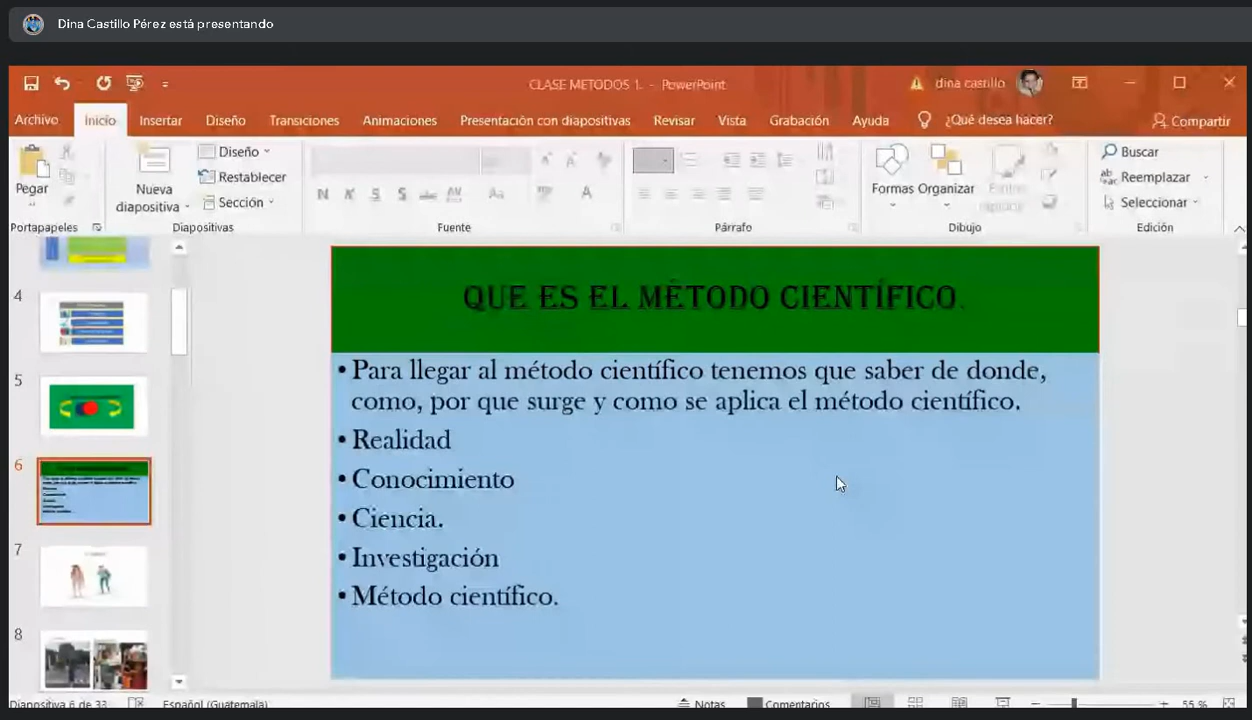 Dina Castillo Pérez está presentando
CLASE METODOS 1. - PowerPoint
dina castillo
Archivo Inicio Insertar Diseño Transiciones Animaciones Presentación con diapositivas Revisar Vista Grabación Ayuda ¿Qué desea hacer? Compartir
Pegar
Nueva diapositiva
Diseño
Restablecer
Sección
Formas Organizar
Buscar
Reemplazar
Seleccionar
Portapapeles Diapositivas Fuente Párrafo Dibujo Edición
4
5
6
7
8
QUE ES EL MÉTODO CIENTÍFICO.
• Para llegar al método científico tenemos que saber de donde,
como, por que surge y como se aplica el método científico.
• Realidad
• Conocimiento
• Ciencia.
• Investigación
• Método científico.
Diapositiva 6 de 33 Español (Guatemala) Notas Comentarios 55 %